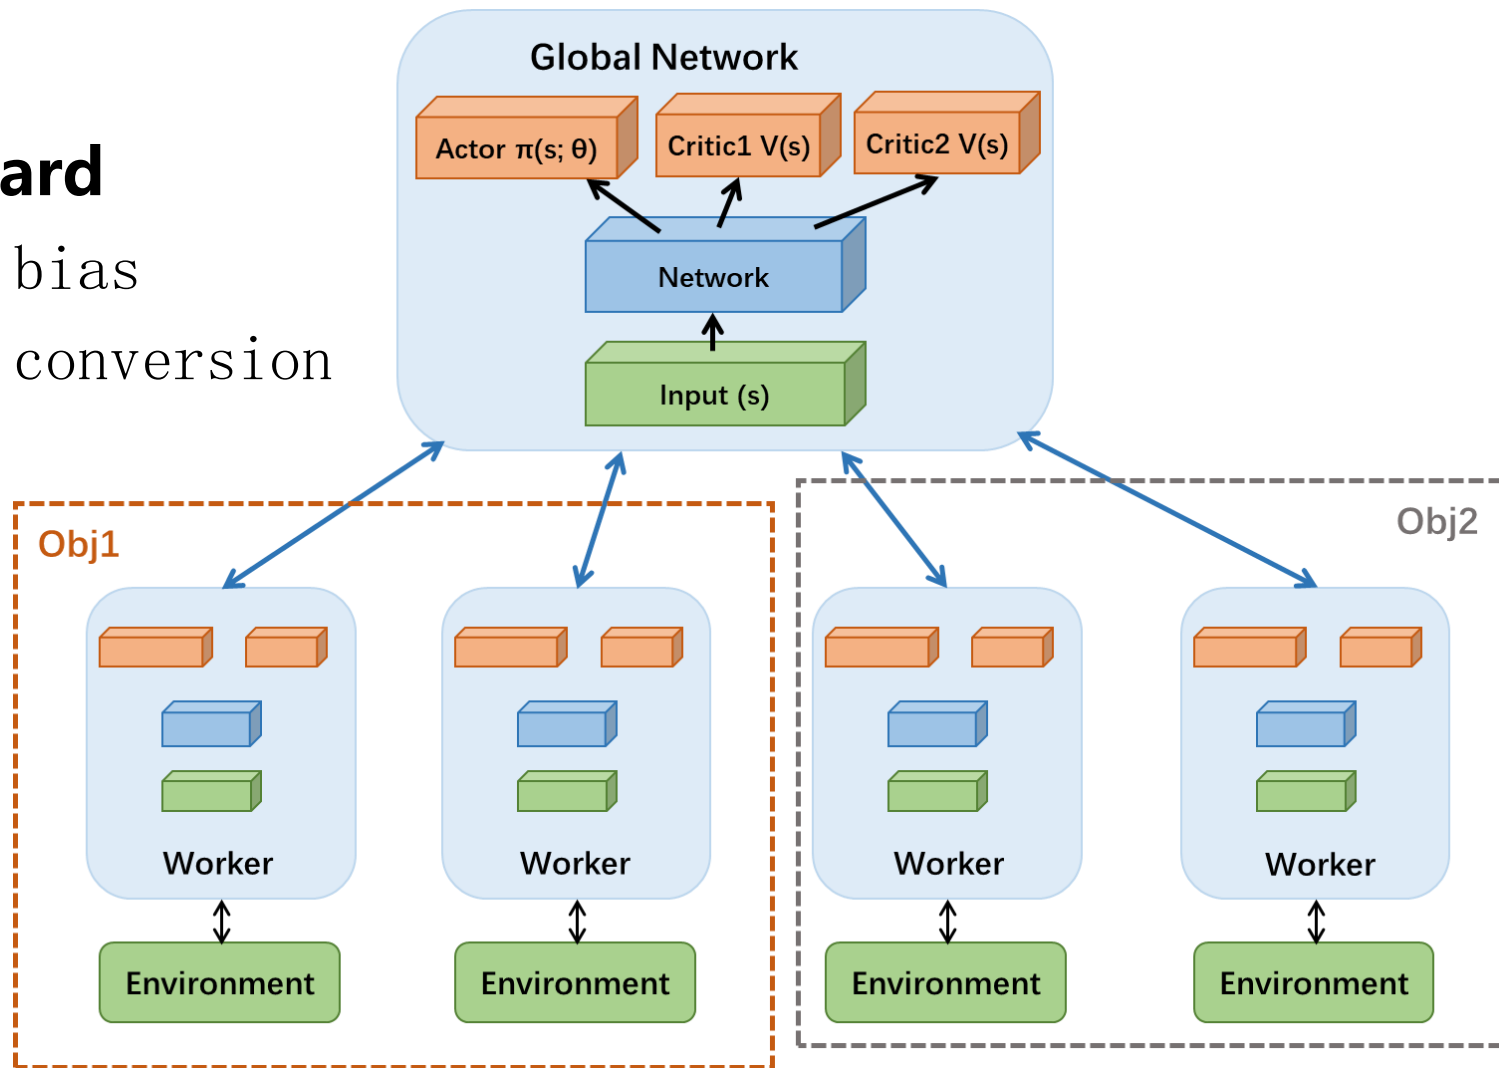 ard
bias
conversion
Global Network
Actor π(s; θ)
Critic1 V(s)
Critic2 V(s)
Network
Input (s)
Obj1
Obj2
Worker
Worker
Worker
Worker
Environment
Environment
Environment
Environment